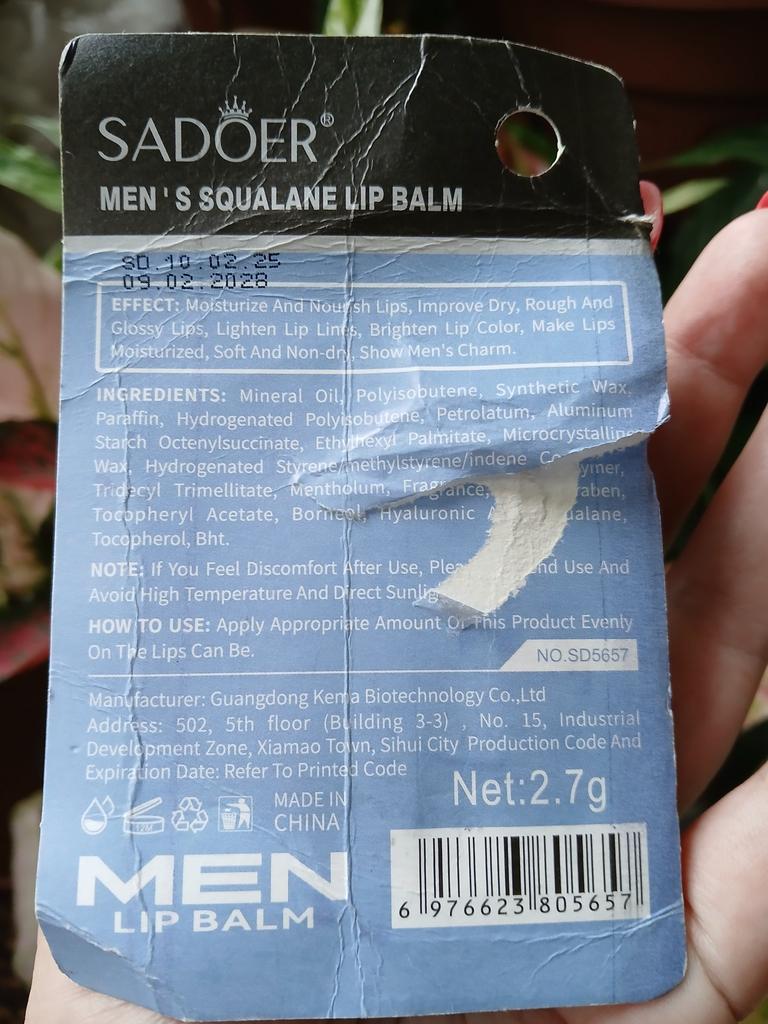 SADOER®
MEN'S SQUALANE LIP BALM
SD.10.02.25
09.02.2028
EFFECT: Moisturize And Nourish Lips, Improve Dry, Rough And
Glossy Lips, Lighten Lip Lines, Brighten Lip Color, Make Lips
Moisturized, Soft And Non-dry, Show Men's Charm.
INGREDIENTS: Mineral Oil, Polyisobutene, Synthetic Wax,
Paraffin, Hydrogenated Polyisobutene, Petrolatum, Aluminum
Starch Octenylsuccinate, Ethylhexyl Palmitate, Microcrystalline
Wax, Hydrogenated Styrene/methylstyrene/indene
Tridecyl Trimellitate, Mentholum, Fragrance,
Tocopheryl Acetate, Borneol, Hyaluronic
Tocopherol, Bht.
NOTE: If You Feel Discomfort After Use, Use And
Avoid High Temperature And Direct
HOW TO USE: Apply Appropriate Amount Of This Product Evenly
On The Lips Can Be.
NO.SD5657
Manufacturer: Guangdong Kema Biotechnology Co.,Ltd
Address: 502, 5th floor (Building 3-3) , No. 15, Industrial
Development Zone, Xiamao Town, Sihui City Production Code And
Expiration Date: Refer To Printed Code
Net:2.7g
12M
MADE IN
CHINA
MEN
LIP BALM
6 976623 805657